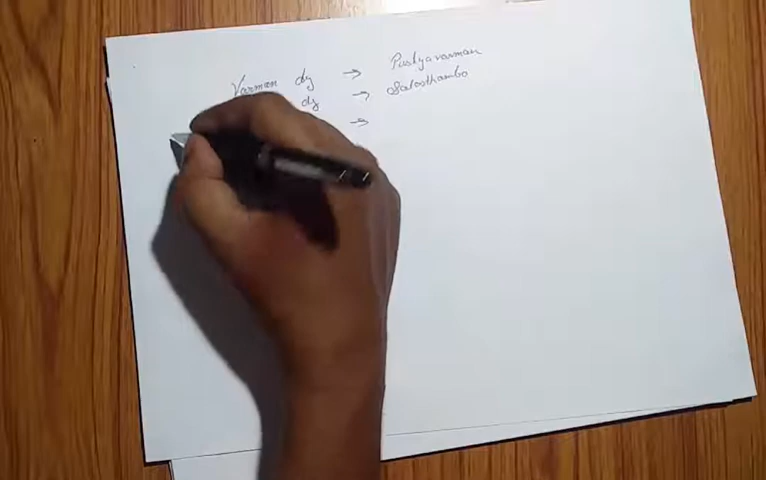 Varman dy → Pushyavarman
dy → Salasthambo
→